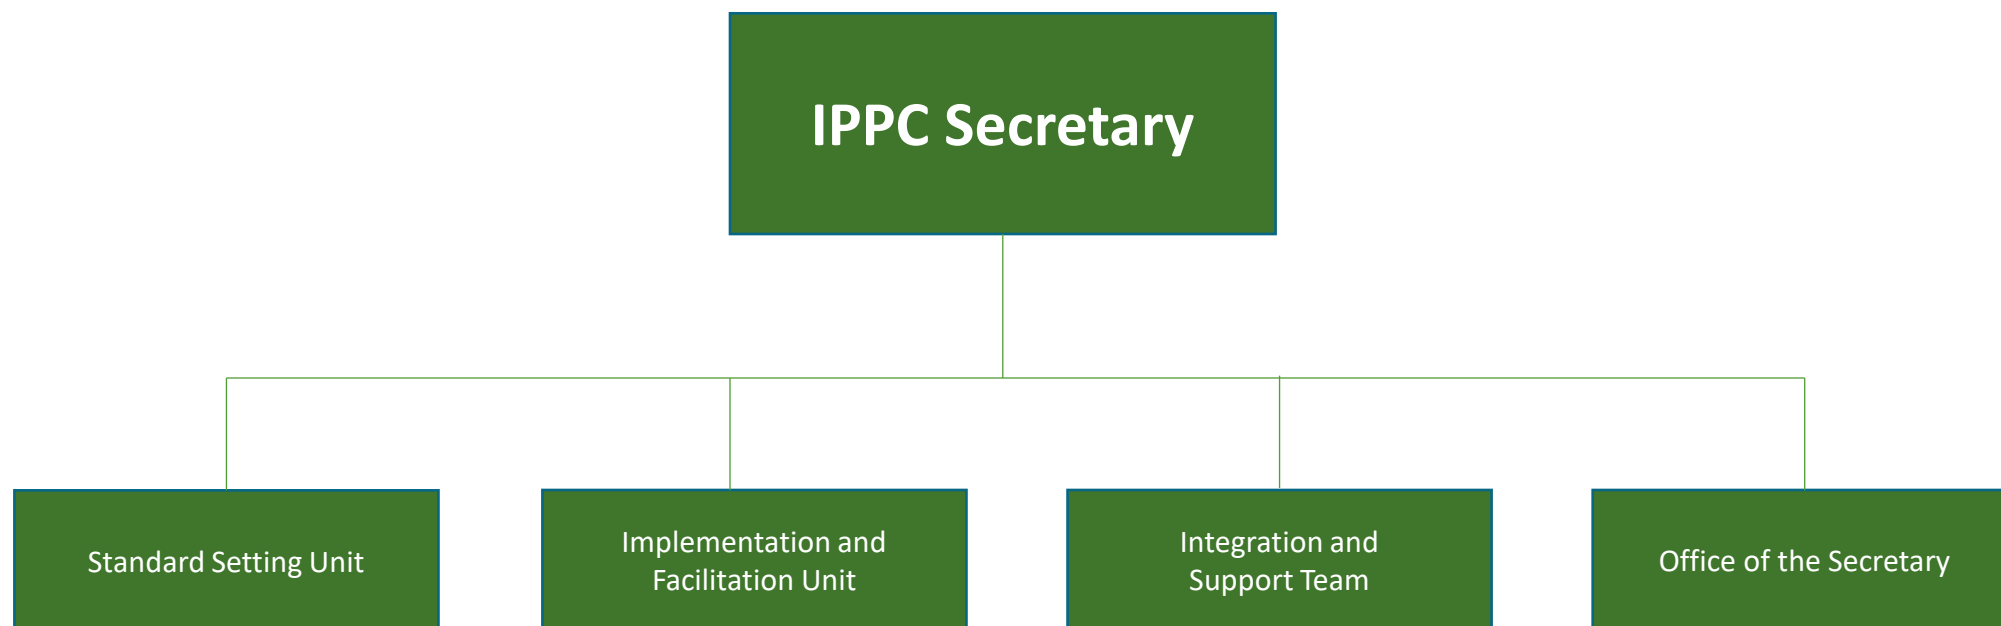 IPPC Secretary
Standard Setting Unit
Implementation and
Facilitation Unit
Integration and
Support Team
Office of the Secretary